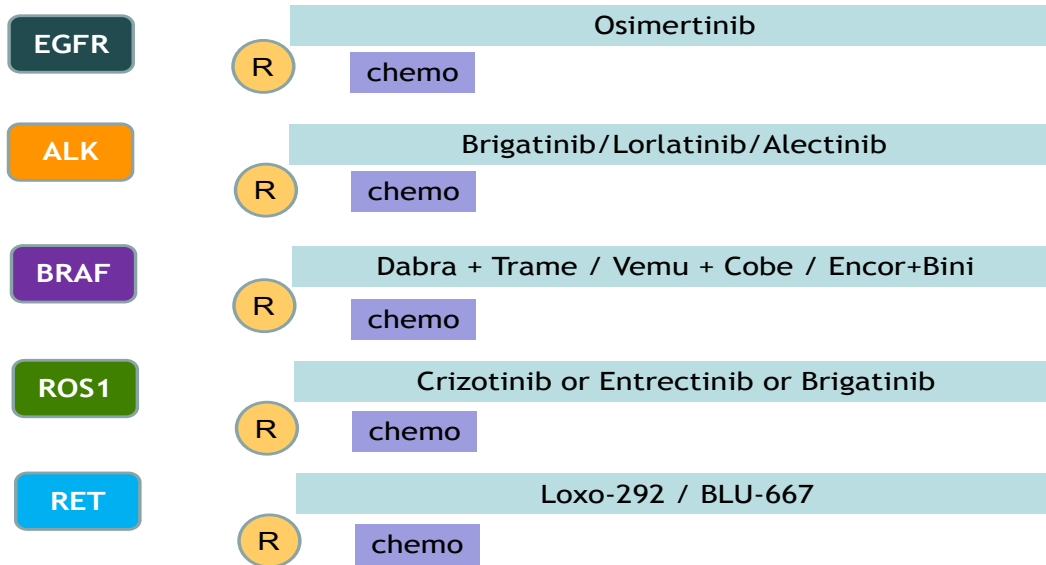 EGFR
Osimertinib
R
chemo
ALK
Brigatinib/Lorlatinib/Alectinib
R
chemo
BRAF
Dabra + Trame / Vemu + Cobe / Encor+Bini
R
chemo
ROS1
Crizotinib or Entrectinib or Brigatinib
R
chemo
RET
Loxo-292 / BLU-667
R
chemo